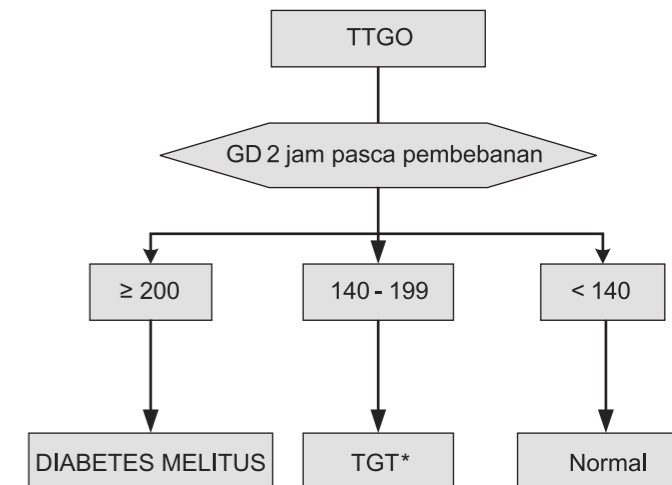 TTGO
GD 2 jam pasca pembebanan
≥ 200
140 - 199
< 140
DIABETES MELITUS
TGT*
Normal